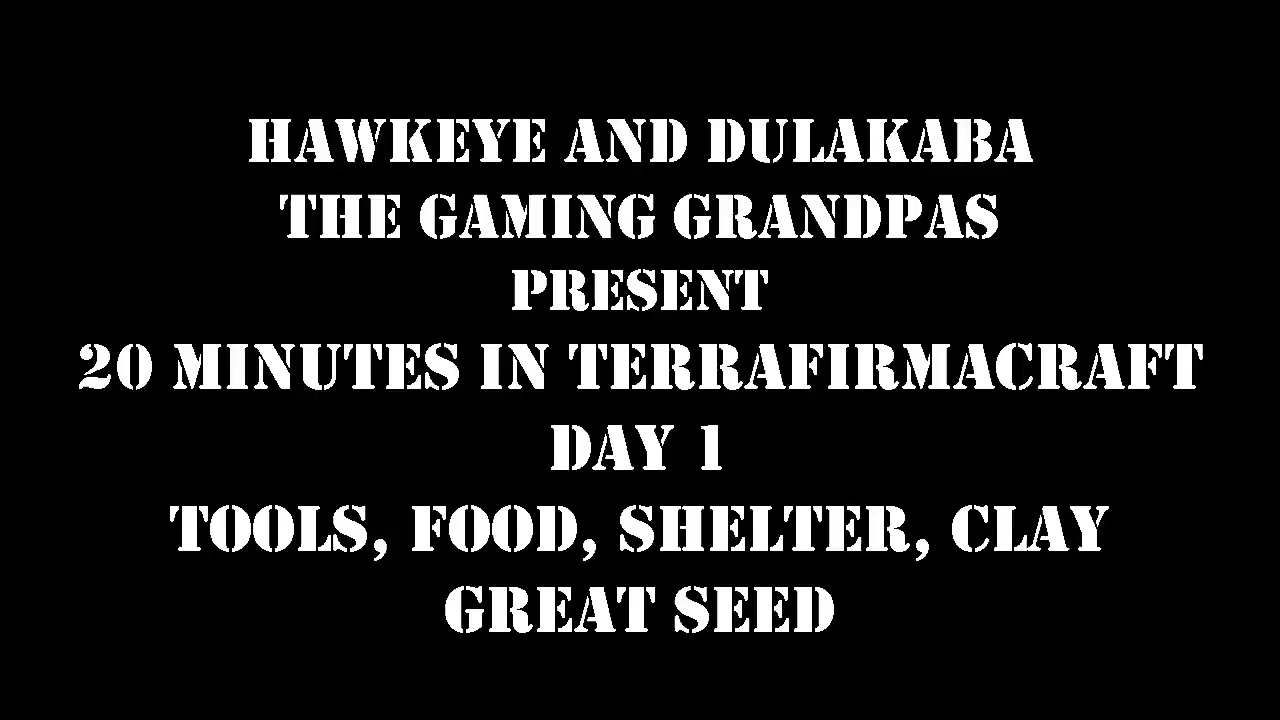 HAWKEYE AND DULAKABA
THE GAMING GRANDPAS
PRESENT
20 MINUTES IN TERRAFIRMACRAFT
DAY 1
TOOLS, FOOD, SHELTER, CLAY
GREAT SEED